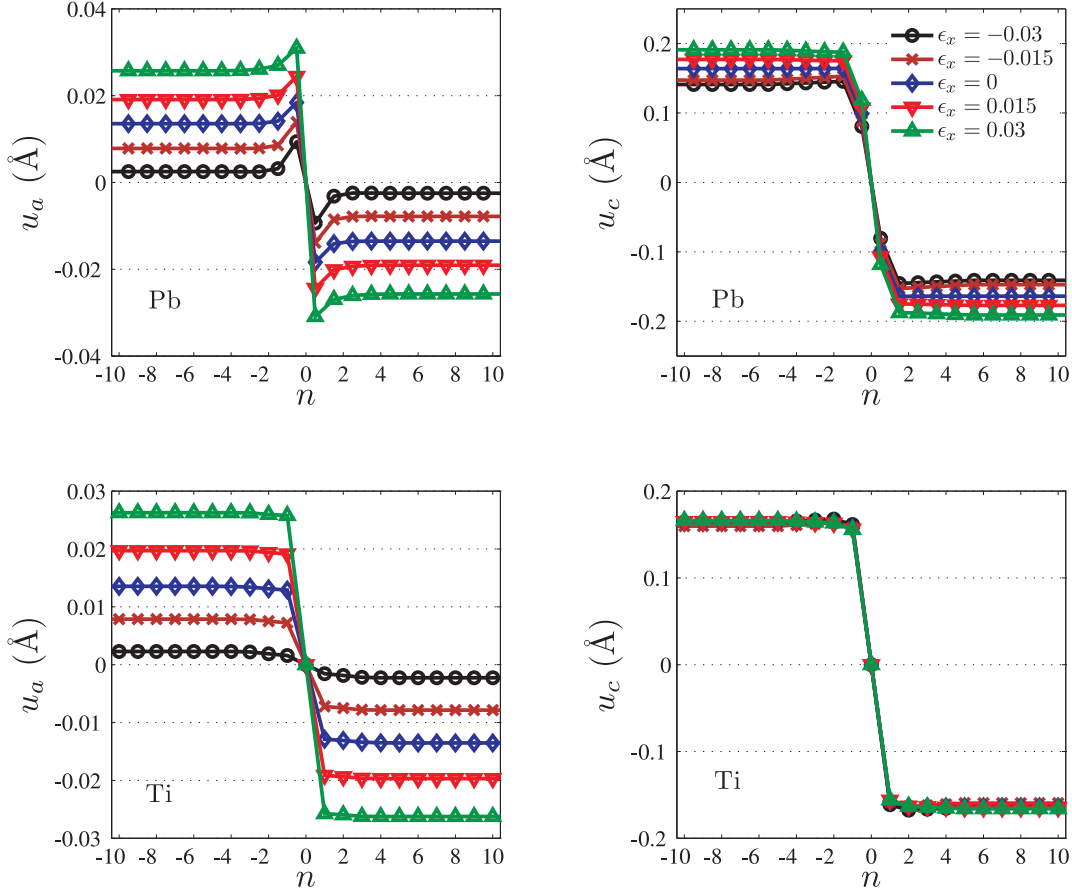 0.04
0.02
0
-0.02
-0.04
u_a (Å)
Pb
-10 -8 -6 -4 -2 0 2 4 6 8 10
n
0.2
0.1
0
-0.1
-0.2
u_c (Å)
ϵ_x = −0.03
ϵ_x = −0.015
ϵ_x = 0
ϵ_x = 0.015
ϵ_x = 0.03
Pb
-10 -8 -6 -4 -2 0 2 4 6 8 10
n
0.03
0.02
0.01
0
-0.01
-0.02
-0.03
u_a (Å)
Ti
-10 -8 -6 -4 -2 0 2 4 6 8 10
n
0.2
0.1
0
-0.1
-0.2
u_c (Å)
Ti
-10 -8 -6 -4 -2 0 2 4 6 8 10
n